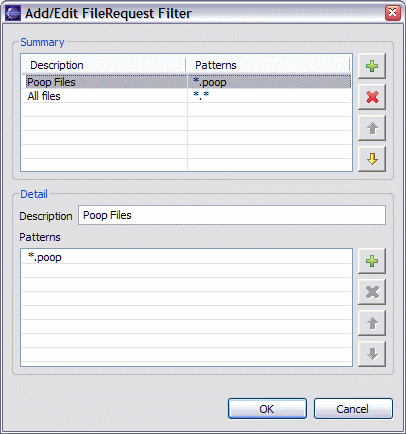 Add/Edit FileRequest Filter
Summary
Description Patterns
Poop Files *.poop
All files *.*
Detail
Description Poop Files
Patterns
*.poop
OK Cancel